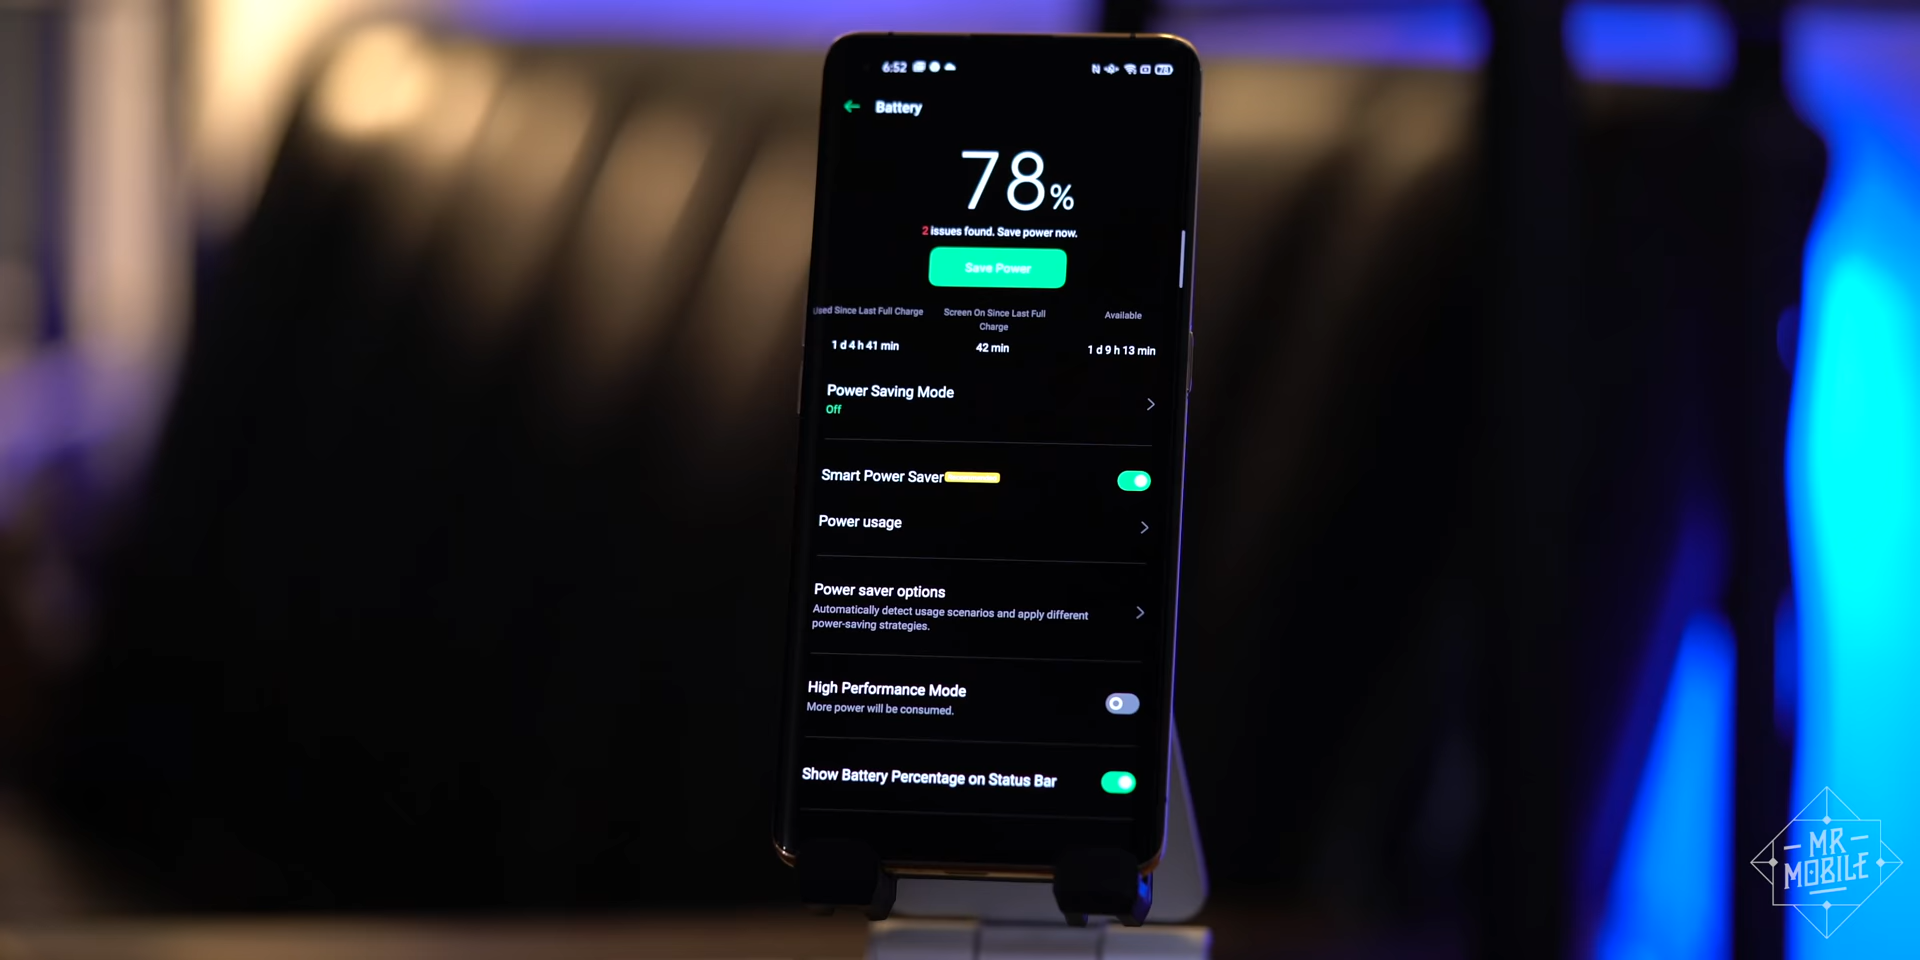 6:52
Battery
78%
2 issues found. Save power now.
Save Power
Used Since Last Full Charge
1 d 4 h 41 min
Screen On Since Last Full
Charge
42 min
Available
1 d 9 h 13 min
Power Saving Mode
Off
Smart Power Saver
Power usage
Power saver options
Automatically detect usage scenarios and apply different
power-saving strategies.
High Performance Mode
More power will be consumed.
Show Battery Percentage on Status Bar
MR
MOBILE